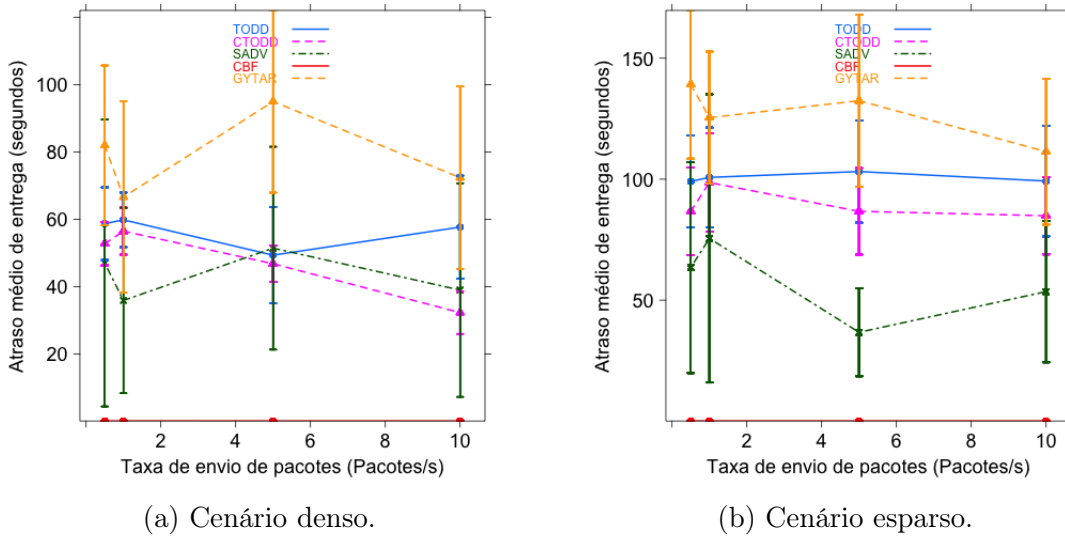 TODD
CTODD
SADV
CBF
GYTAR
100
80
60
40
20
2
4
6
8
10
Atraso médio de entrega (segundos)
Taxa de envio de pacotes (Pacotes/s)
(a) Cenário denso.
TODD
CTODD
SADV
CBF
GYTAR
150
100
50
2
4
6
8
10
Atraso médio de entrega (segundos)
Taxa de envio de pacotes (Pacotes/s)
(b) Cenário esparso.